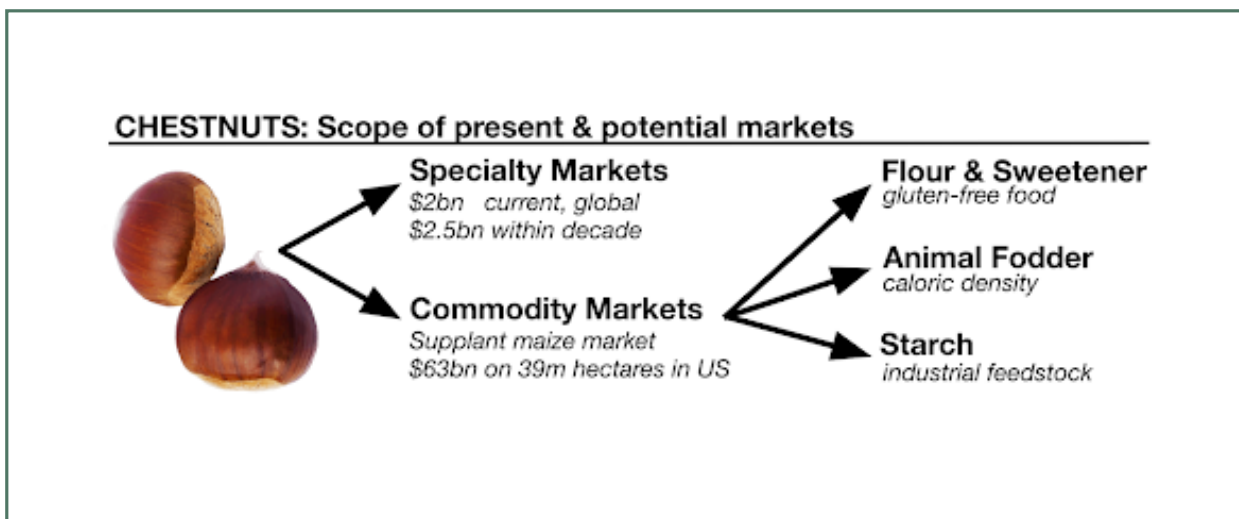 CHESTNUTS: Scope of present & potential markets
Specialty Markets
$2bn current, global
$2.5bn within decade
Commodity Markets
Supplant maize market
$63bn on 39m hectares in US
Flour & Sweetener
gluten-free food
Animal Fodder
caloric density
Starch
industrial feedstock